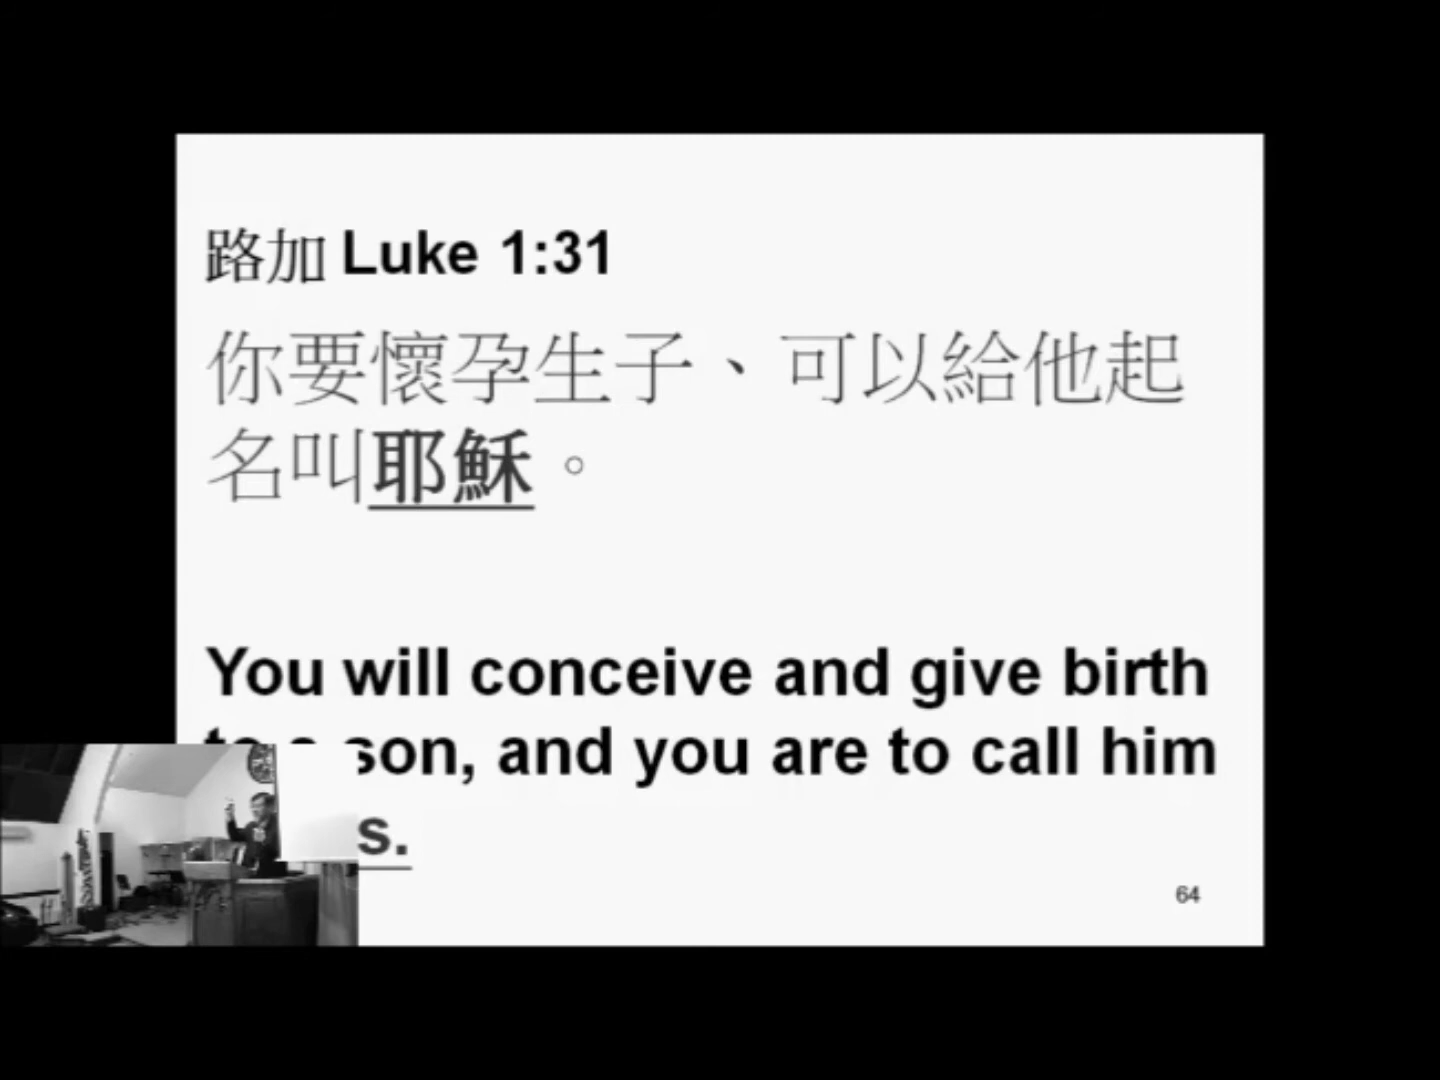 路加 Luke 1:31
你要懷孕生子、可以給他起
名叫耶穌。
You will conceive and give birth
to a son, and you are to call him
s.
64